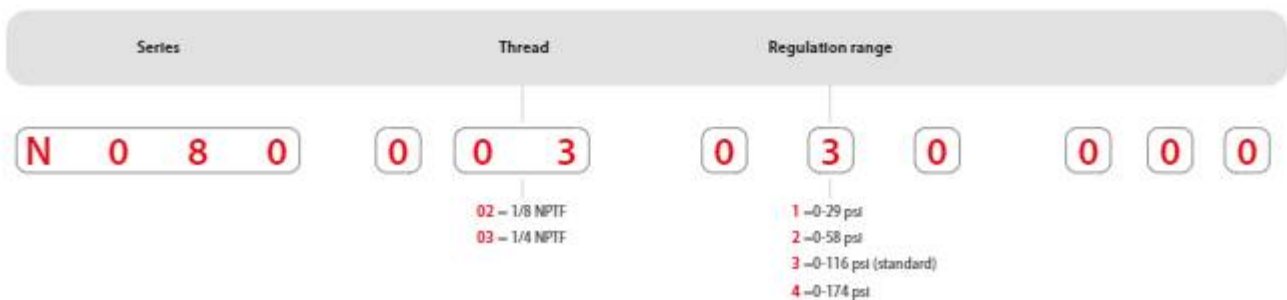 Series Thread Regulation range
N 0 8 0 0 0 3 0 3 0 0 0 0
02 = 1/8 NPTF
03 = 1/4 NPTF
1 =0-29 psi
2 =0-58 psi
3 =0-116 psi (standard)
4 =0-174 psi